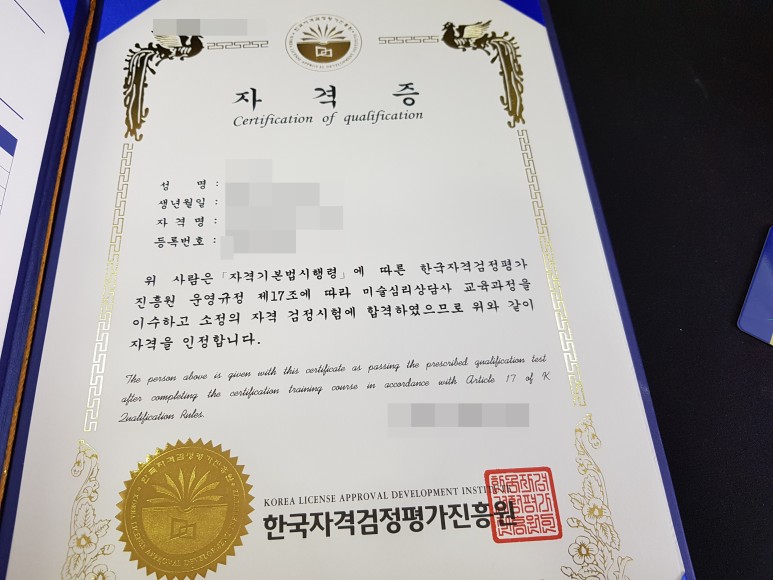 자 격 증
Certification of qualification
성 명 :
생년월일 :
자 격 명 :
등록번호 :
위 사람은「자격기본법시행령」에 따른 한국자격검정평가
진흥원 운영규정 제17조에 따라 미술심리상담사 교육과정을
이수하고 소정의 자격 검정시험에 합격하였으므로 위와 같이
자격을 인정합니다.
The person above is given with this certificate as passing the prescribed qualification test
after completing the certification training course in accordance with Article 17 of K
Qualification Rules.
KOREA LICENSE APPROVAL DEVELOPMENT
한국자격검정평가진흥원